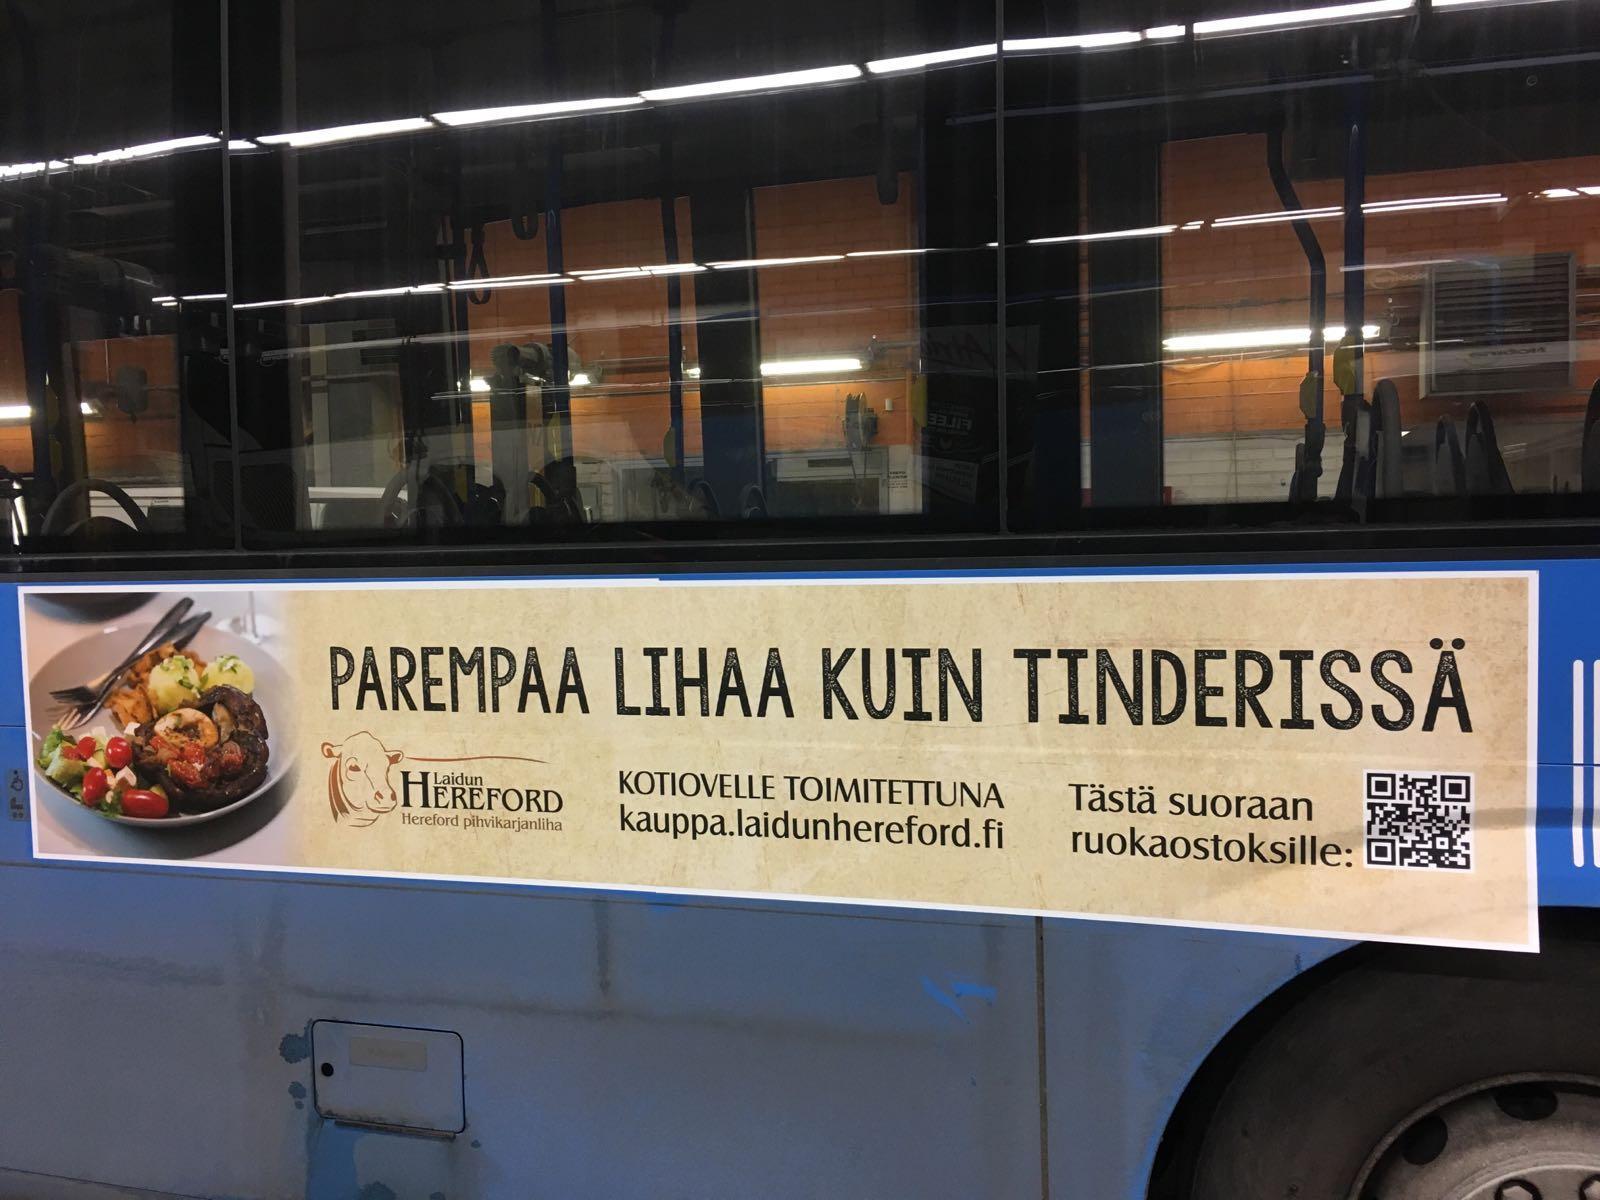 PAREMPAA LIHAA KUIN TINDERISSÄ
Laidun
HEREFORD
Hereford pihvikarjanliha
KOTIOVELLE TOIMITETTUNA
kauppa.laidunhereford.fi
Tästä suoraan
ruokaostoksille: